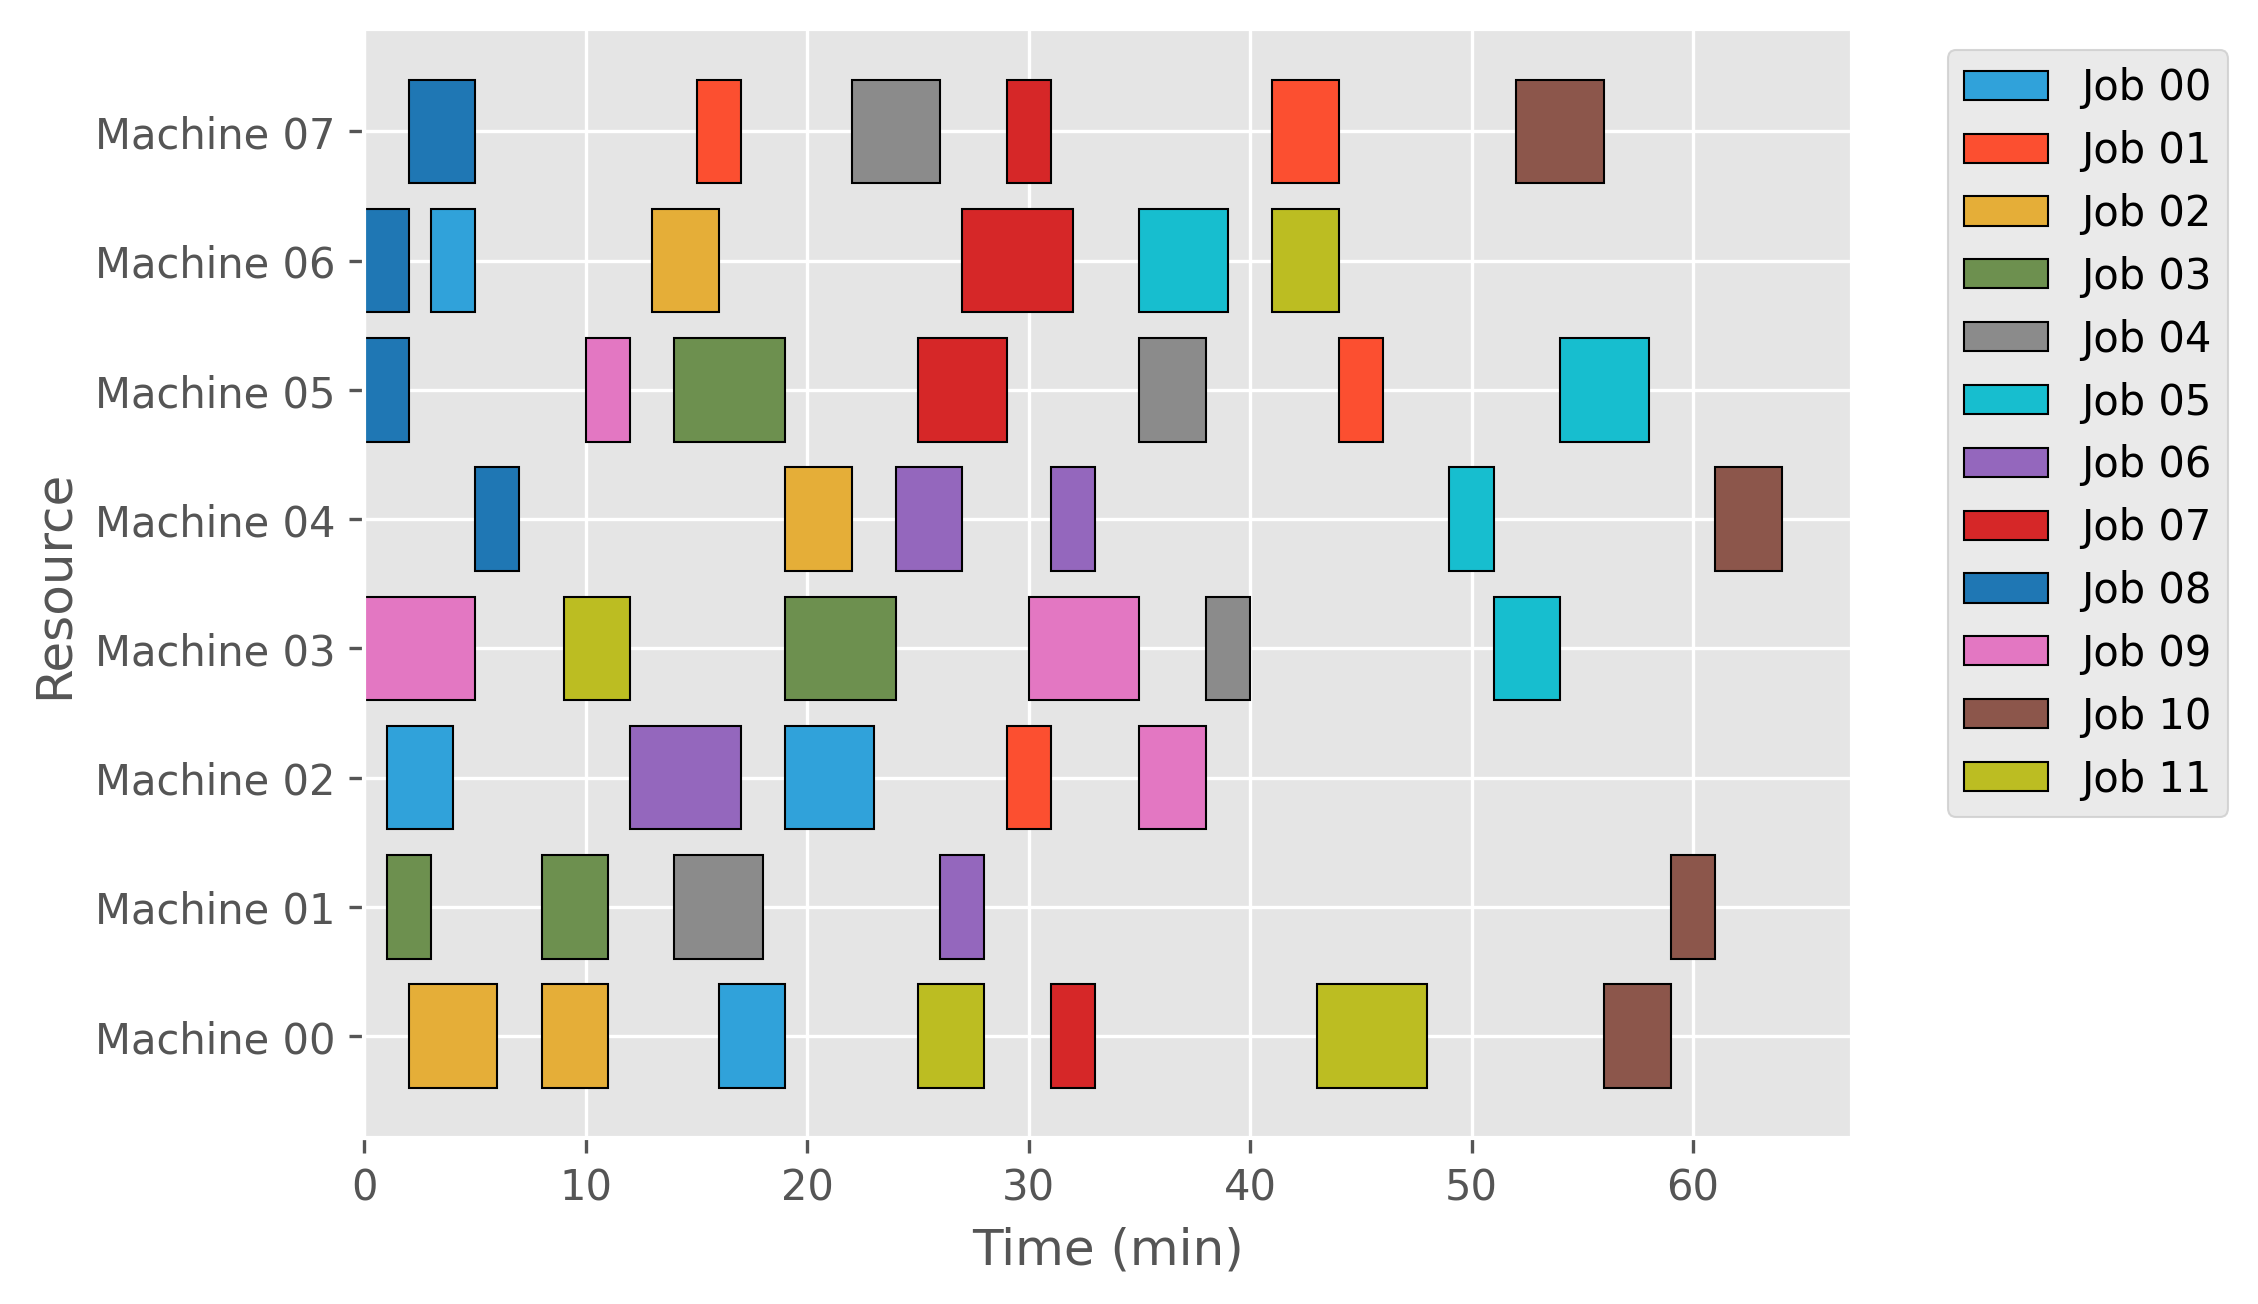 Machine 07
Machine 06
Machine 05
Machine 04
Machine 03
Machine 02
Machine 01
Machine 00
Resource
0 10 20 30 40 50 60
Time (min)
Job 00
Job 01
Job 02
Job 03
Job 04
Job 05
Job 06
Job 07
Job 08
Job 09
Job 10
Job 11